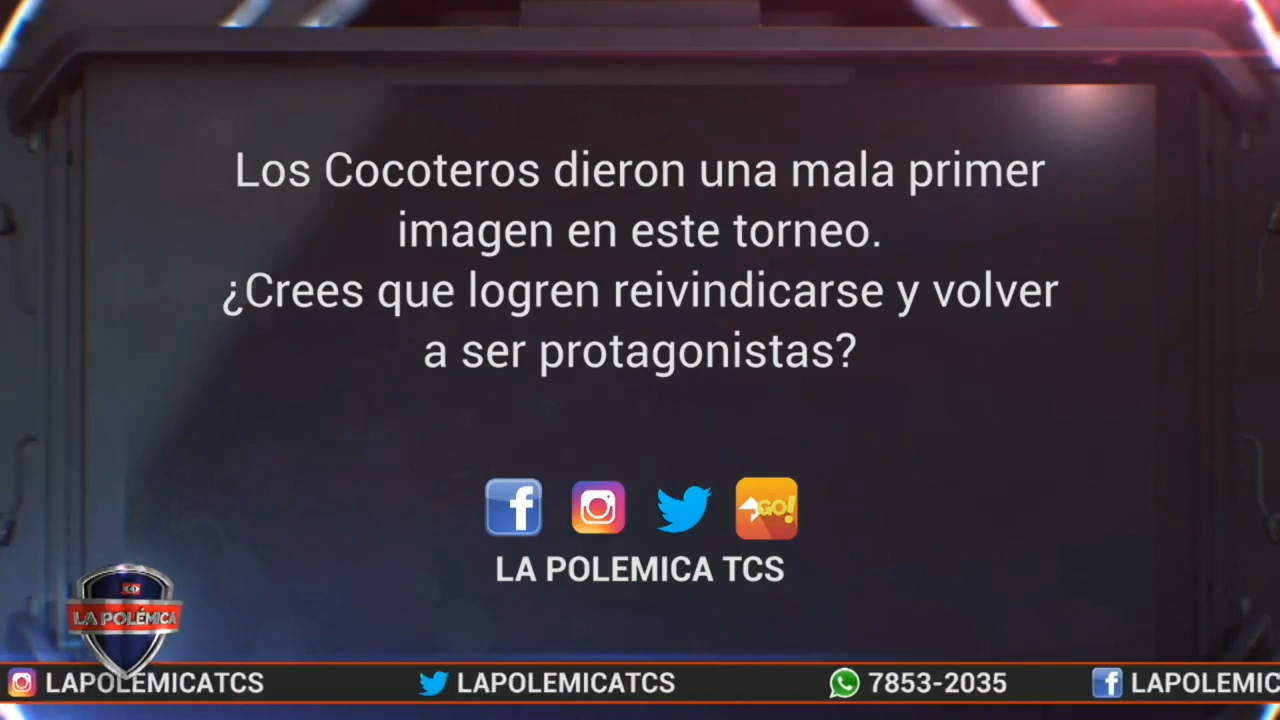 Los Cocoteros dieron una mala primer
imagen en este torneo.
¿Crees que logren reivindicarse y volver
a ser protagonistas?
GO!
LA POLEMICA TCS
LA POLÉMICA
LAPOLEMICATCS
LAPOLEMICATCS
7853-2035
LAPOLEMIC